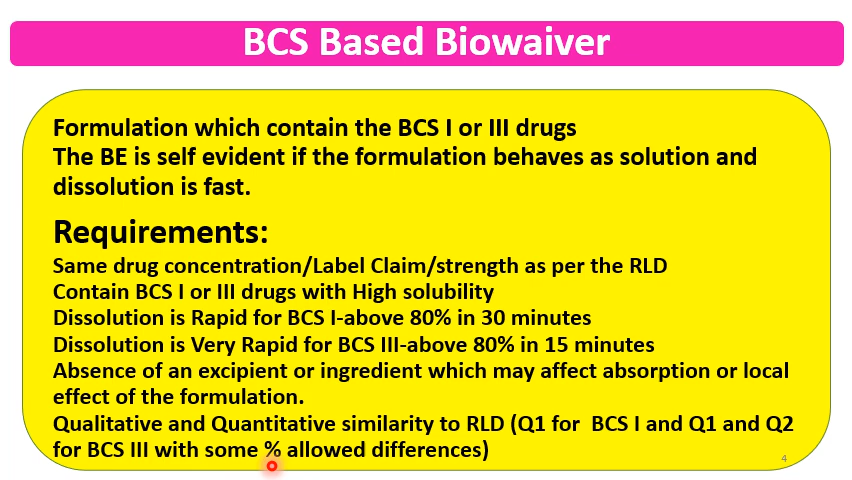 BCS Based Biowaiver
Formulation which contain the BCS I or III drugs
The BE is self evident if the formulation behaves as solution and
dissolution is fast.
Requirements:
Same drug concentration/Label Claim/strength as per the RLD
Contain BCS I or III drugs with High solubility
Dissolution is Rapid for BCS I-above 80% in 30 minutes
Dissolution is Very Rapid for BCS III-above 80% in 15 minutes
Absence of an excipient or ingredient which may affect absorption or local
effect of the formulation.
Qualitative and Quantitative similarity to RLD (Q1 for BCS I and Q1 and Q2
for BCS III with some % allowed differences)
4